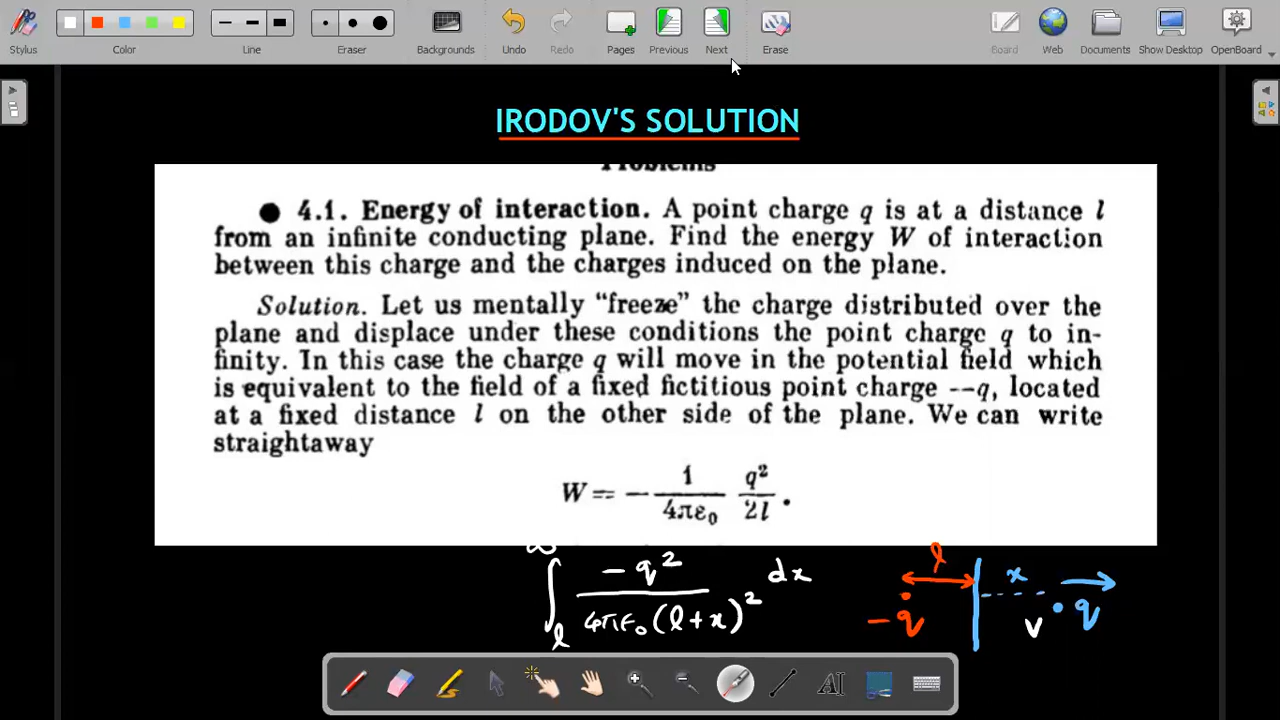 Stylus Color Line Eraser Backgrounds Undo Redo Pages Previous Next Erase Board Web Documents Show Desktop OpenBoard
IRODOV'S SOLUTION
Problems
● 4.1. Energy of interaction. A point charge q is at a distance l
from an infinite conducting plane. Find the energy W of interaction
between this charge and the charges induced on the plane.
Solution. Let us mentally “freeze” the charge distributed over the
plane and displace under these conditions the point charge q to in-
finity. In this case the charge q will move in the potential field which
is equivalent to the field of a fixed fictitious point charge --q, located
at a fixed distance l on the other side of the plane. We can write
straightaway
W = - 1/4πε₀ q²/2l .
∫_l^∞ -q²/4πε₀(l+x)² dx
l
x
-q
v
q